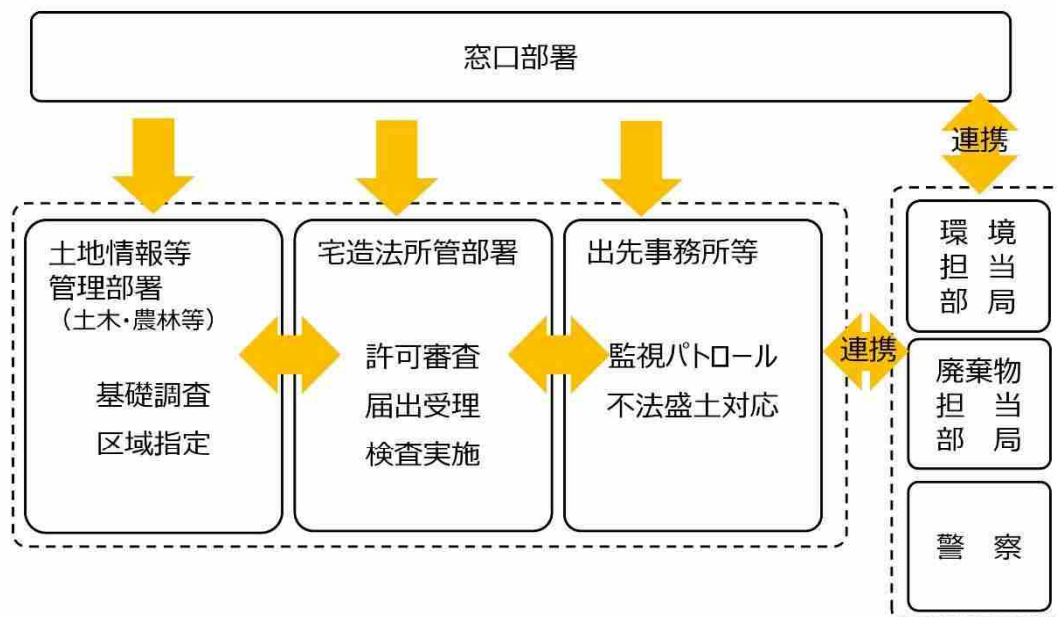 窓口部署
連携
土地情報等
管理部署
（土木・農林等）
基礎調査
区域指定
宅造法所管部署
許可審査
届出受理
検査実施
出先事務所等
監視パトロール
不法盛土対応
連携
環 境
担 当
部 局
廃棄物
担 当
部 局
警 察